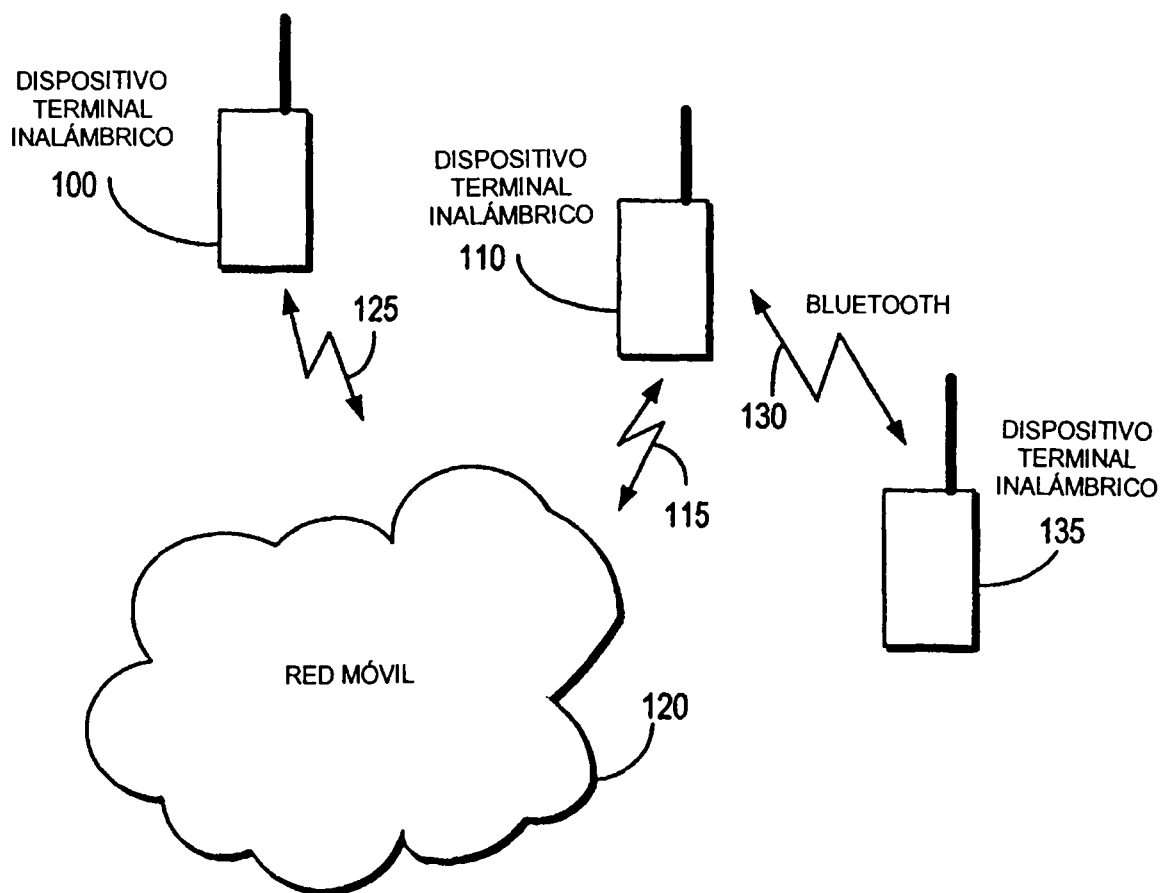 DISPOSITIVO
TERMINAL
INALÁMBRICO
100
DISPOSITIVO
TERMINAL
INALÁMBRICO
110
125
BLUETOOTH
130
115
DISPOSITIVO
TERMINAL
INALÁMBRICO
135
RED MÓVIL
120